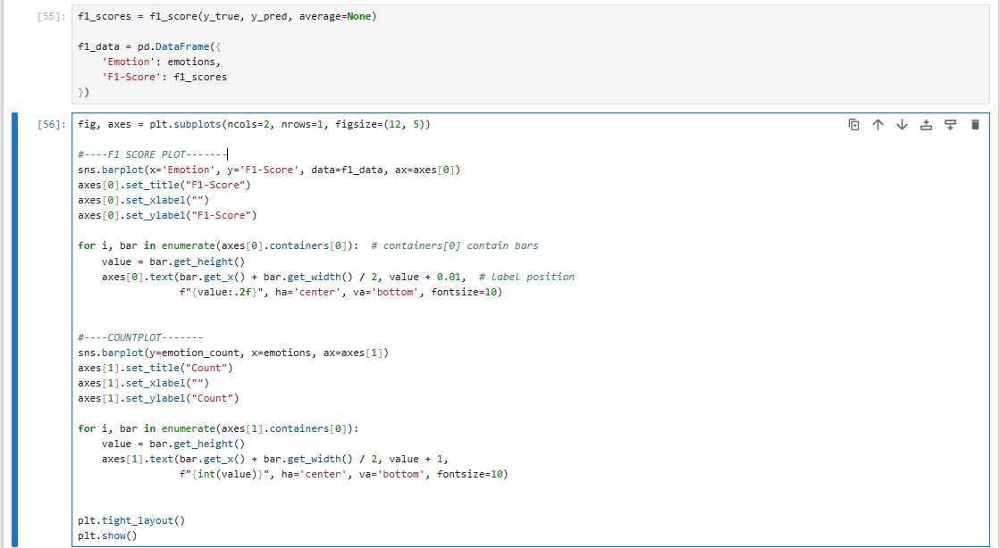 [55]: f1_scores = f1_score(y_true, y_pred, average=None)
f1_data = pd.DataFrame({
    'Emotion': emotions,
    'F1-Score': f1_scores
})
[56]: fig, axes = plt.subplots(ncols=2, nrows=1, figsize=(12, 5))
#----F1 SCORE PLOT-------
sns.barplot(x='Emotion', y='F1-Score', data=f1_data, ax=axes[0])
axes[0].set_title("F1-Score")
axes[0].set_xlabel("")
axes[0].set_ylabel("F1-Score")
for i, bar in enumerate(axes[0].containers[0]):  # containers[0] contain bars
    value = bar.get_height()
    axes[0].text(bar.get_x() + bar.get_width() / 2, value + 0.01,  # Label position
                 f"{value:.2f}", ha='center', va='bottom', fontsize=10)
#----COUNTPLOT-------
sns.barplot(y=emotion_count, x=emotions, ax=axes[1])
axes[1].set_title("Count")
axes[1].set_xlabel("")
axes[1].set_ylabel("Count")
for i, bar in enumerate(axes[1].containers[0]):
    value = bar.get_height()
    axes[1].text(bar.get_x() + bar.get_width() / 2, value + 1,
                 f"{int(value)}", ha='center', va='bottom', fontsize=10)
plt.tight_layout()
plt.show()